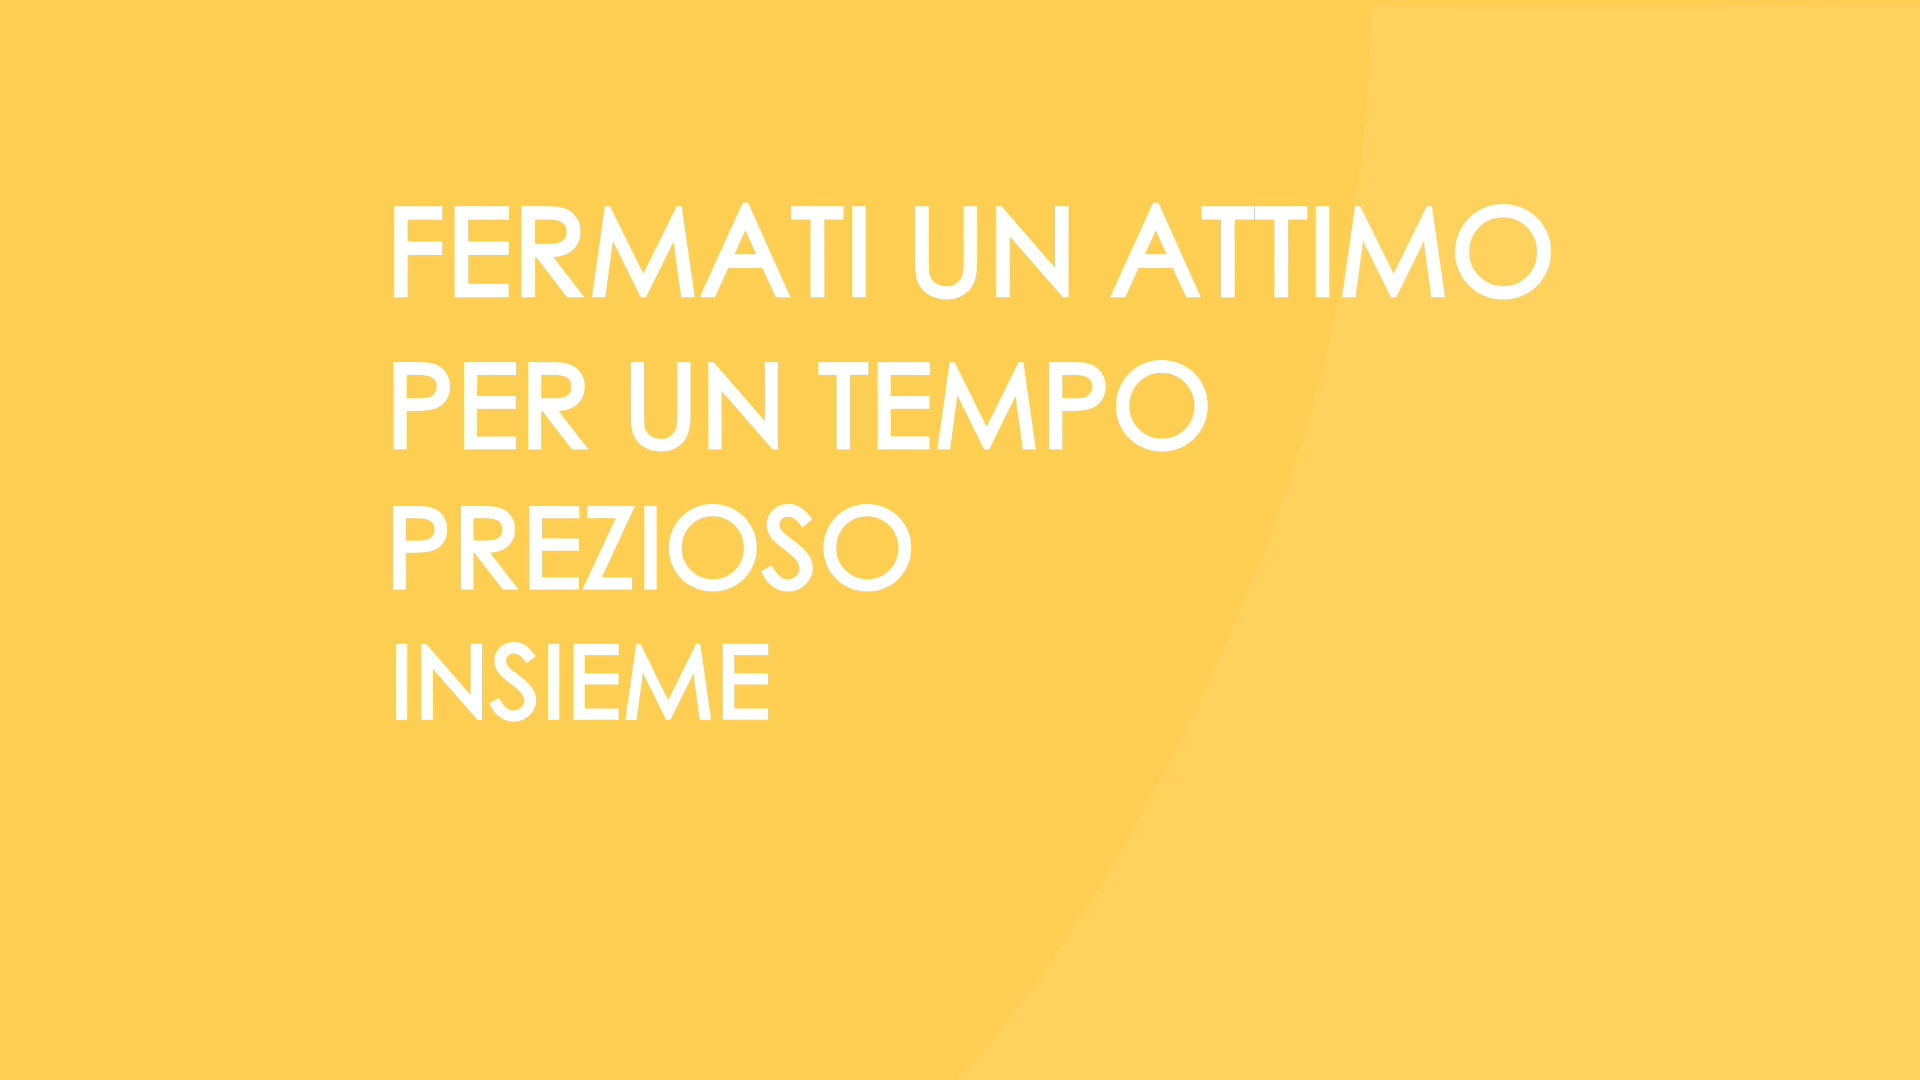 FERMATI UN ATTIMO
PER UN TEMPO
PREZIOSO
INSIEME